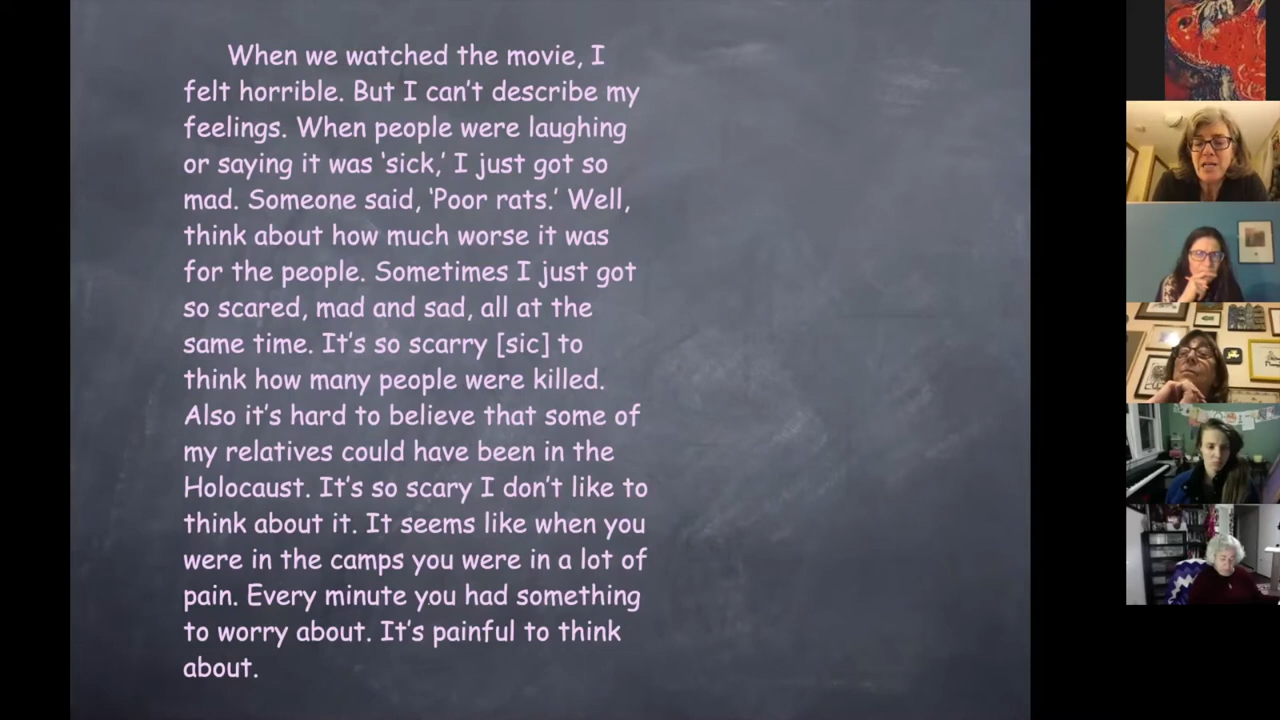 When we watched the movie, I
felt horrible. But I can't describe my
feelings. When people were laughing
or saying it was 'sick,' I just got so
mad. Someone said, 'Poor rats.' Well,
think about how much worse it was
for the people. Sometimes I just got
so scared, mad and sad, all at the
same time. It's so scarry [sic] to
think how many people were killed.
Also it's hard to believe that some of
my relatives could have been in the
Holocaust. It's so scary I don't like to
think about it. It seems like when you
were in the camps you were in a lot of
pain. Every minute you had something
to worry about. It's painful to think
about.